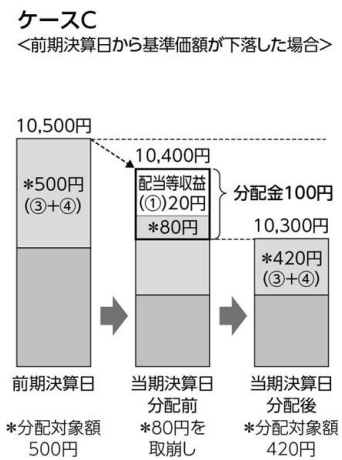 ケースC
<前期決算日から基準価額が下落した場合>
10,500円
＊500円
(③+④)
10,400円
配当等収益
(①)20円
＊80円
分配金100円
10,300円
＊420円
(③+④)
前期決算日
当期決算日
分配前
当期決算日
分配後
＊分配対象額
500円
＊80円を
取崩し
＊分配対象額
420円